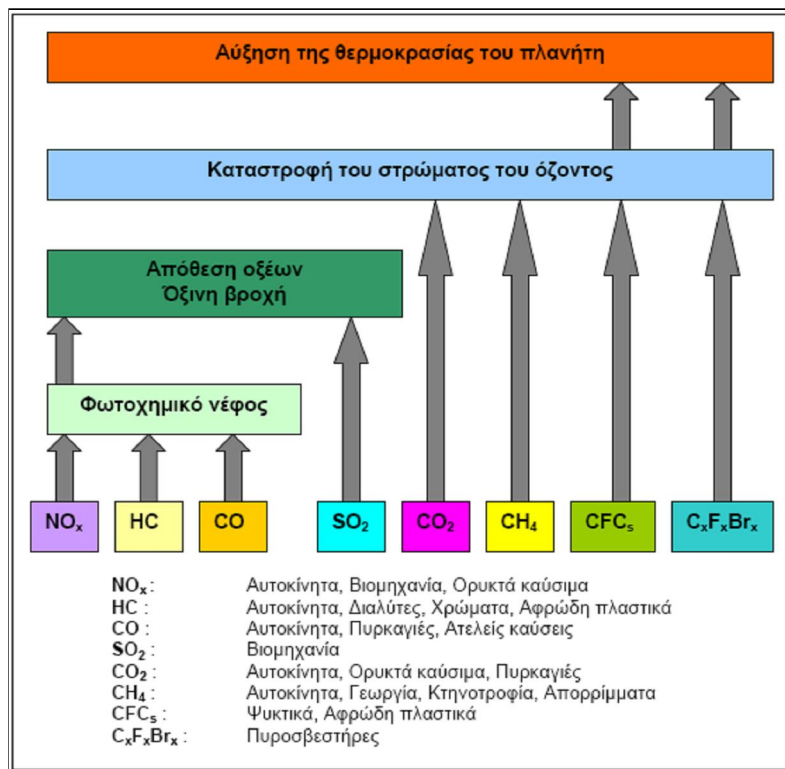 Αύξηση της θερμοκρασίας του πλανήτη
Καταστροφή του στρώματος του όζοντος
Απόθεση οξέων
Όξινη βροχή
Φωτοχημικό νέφος
NOₓ HC CO SO₂ CO₂ CH₄ CFCₛ CₓFₓBrₓ
NOₓ : Αυτοκίνητα, Βιομηχανία, Ορυκτά καύσιμα
HC : Αυτοκίνητα, Διαλύτες, Χρώματα, Αφρώδη πλαστικά
CO : Αυτοκίνητα, Πυρκαγιές, Ατελείς καύσεις
SO₂ : Βιομηχανία
CO₂ : Αυτοκίνητα, Ορυκτά καύσιμα, Πυρκαγιές
CH₄ : Αυτοκίνητα, Γεωργία, Κτηνοτροφία, Απορρίμματα
CFCₛ : Ψυκτικά, Αφρώδη πλαστικά
CₓFₓBrₓ : Πυροσβεστήρες